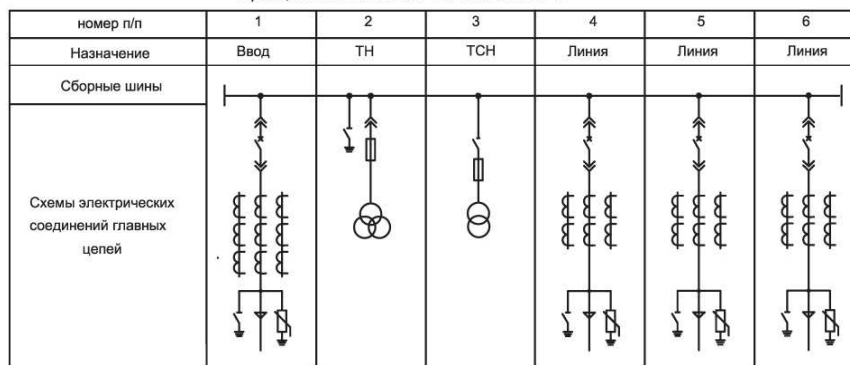 номер п/п 1 2 3 4 5 6
Назначение Ввод ТН ТСН Линия Линия Линия
Сборные шины
Схемы электрических
соединений главных
цепей